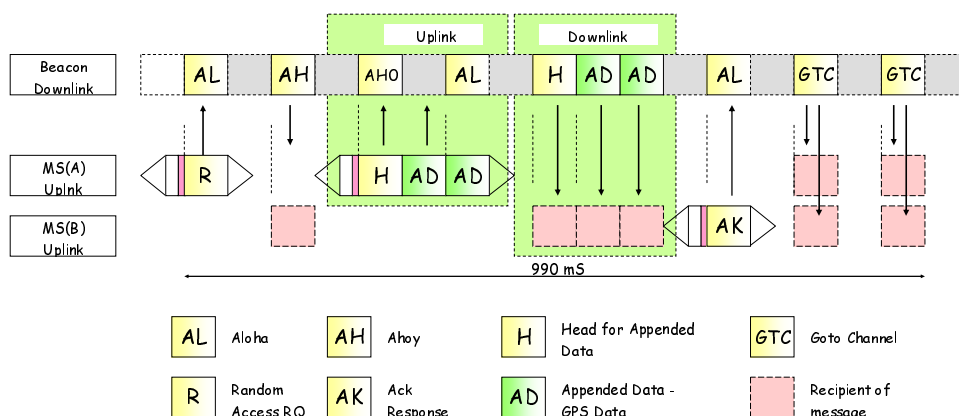 Uplink Downlink
Beacon Downlink
AL AH AHO AL H AD AD AL GTC GTC
MS(A) Uplnk
R H AD AD
MS(B) Uplink
AK
990 mS
AL Aloha AH Ahoy H Head for Appended Data GTC Goto Channel
R Random Access RQ AK Ack Response AD Appended Data - GPS Data Recipient of message